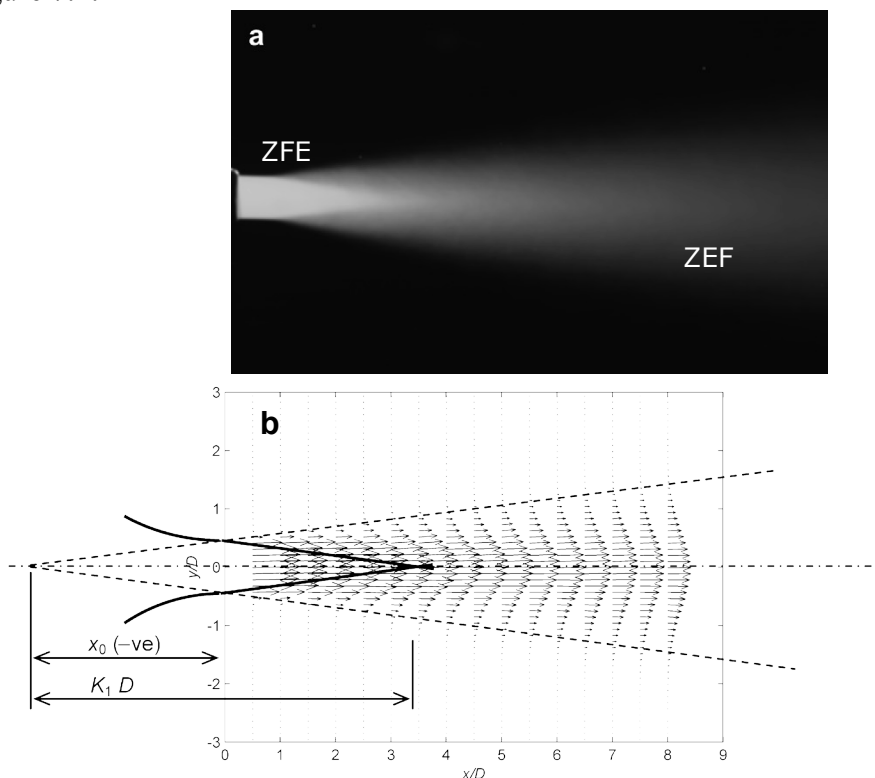 a
ZFE
ZEF
b
3
2
1
0
-1
-2
-3
y/D
x₀ (−ve)
K₁ D
0 1 2 3 4 5 6 7 8 9
x/D